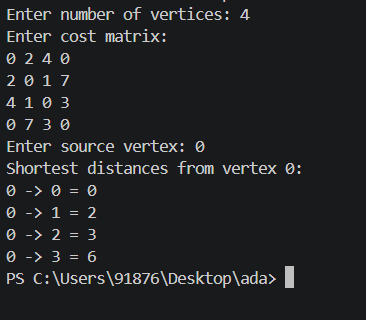 Enter number of vertices: 4
Enter cost matrix:
0 2 4 0
2 0 1 7
4 1 0 3
0 7 3 0
Enter source vertex: 0
Shortest distances from vertex 0:
0 -> 0 = 0
0 -> 1 = 2
0 -> 2 = 3
0 -> 3 = 6
PS C:\Users\91876\Desktop\ada>